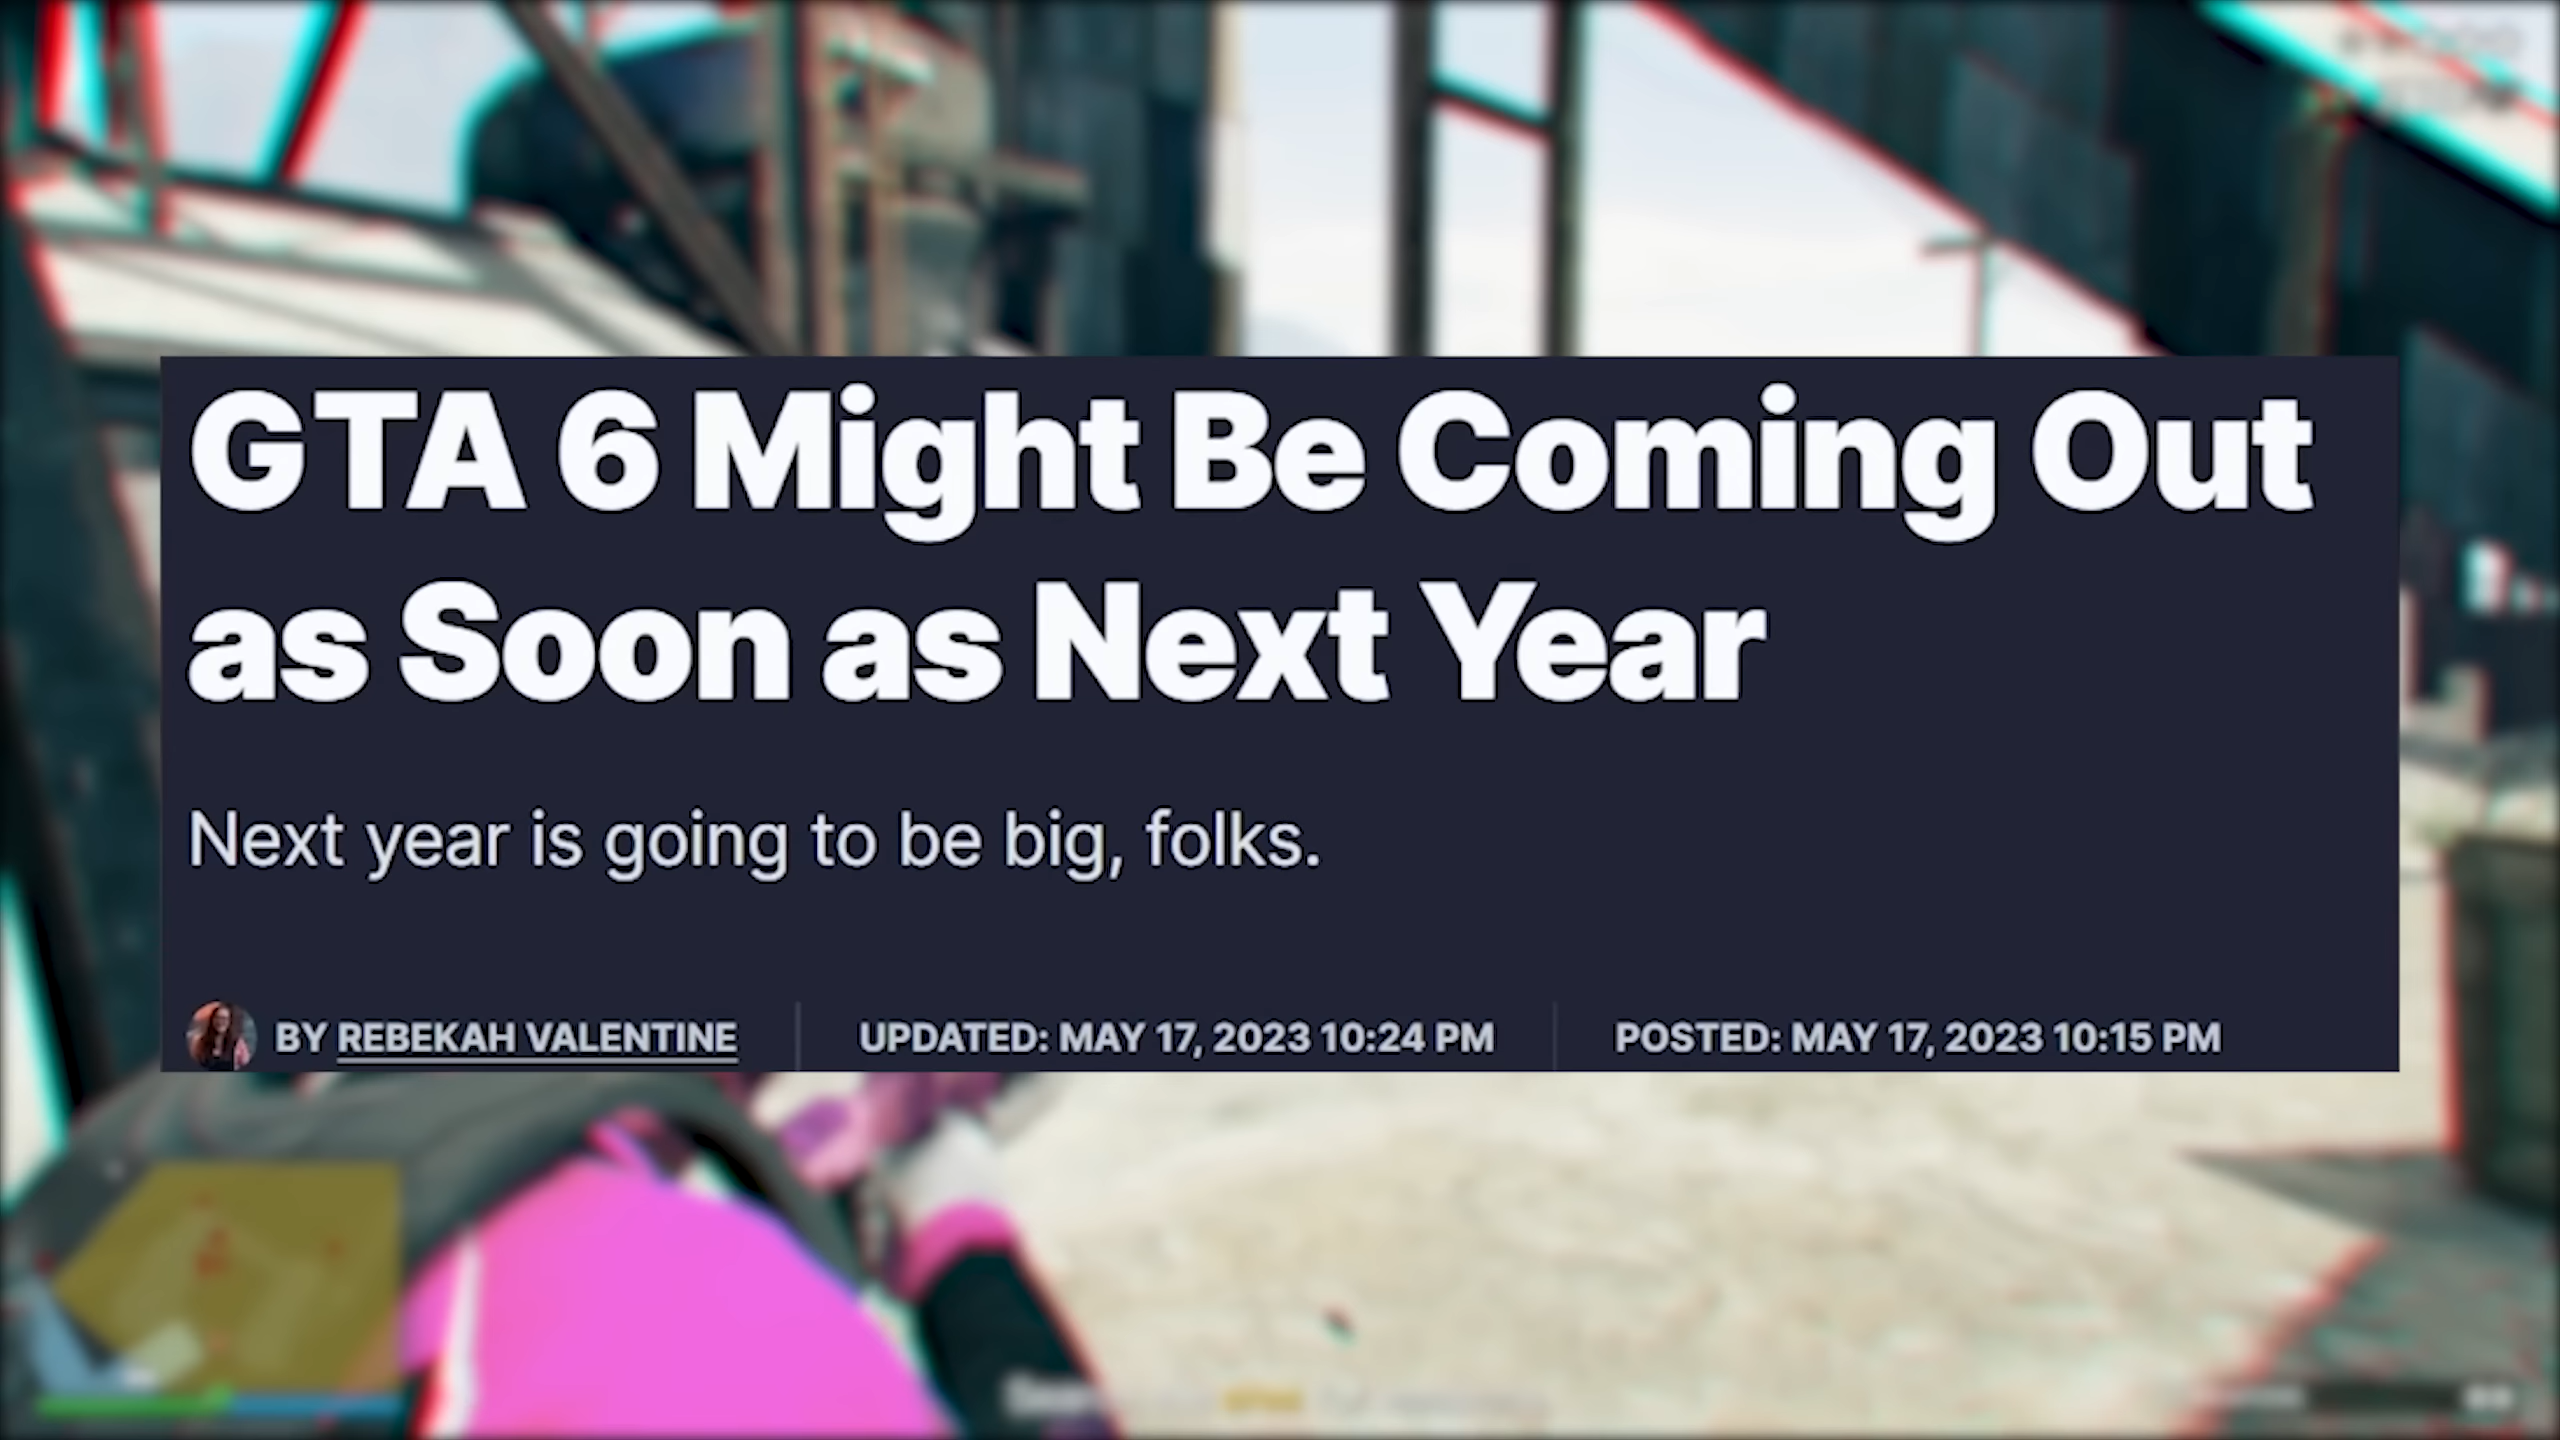 GTA 6 Might Be Coming Out
as Soon as Next Year
Next year is going to be big, folks.
BY REBEKAH VALENTINE
UPDATED: MAY 17, 2023 10:24 PM
POSTED: MAY 17, 2023 10:15 PM